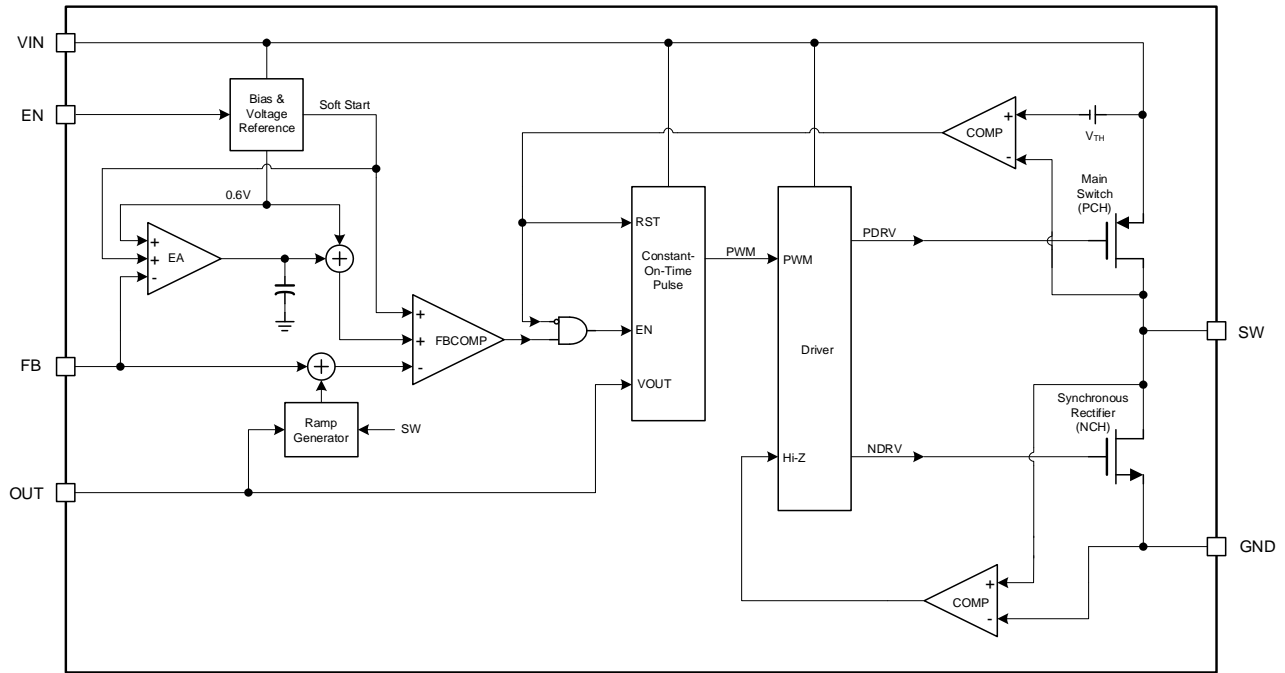 VIN
EN
Bias &
Voltage
Reference
Soft Start
0.6V
+
+
-
EA
+
FB
+
OUT
Ramp
Generator
SW
+
+
-
FBCOMP
RST
Constant-
On-Time
Pulse
EN
VOUT
PWM
PWM
Driver
Hi-Z
PDRV
NDRV
COMP
+
-
VTH
Main
Switch
(PCH)
SW
Synchronous
Rectifier
(NCH)
COMP
+
-
GND